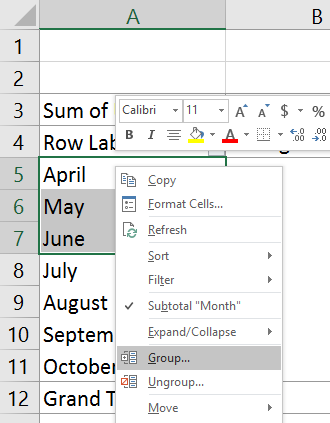 A B
1
2
3 Sum of
Calibri 11 A A $ %
B I A .00
4 Row Lab
5 April
6 May
7 June
8 July
9 August
10 Septem
11 October
12 Grand T
Copy
Format Cells...
Refresh
Sort
Filter
Subtotal "Month"
Expand/Collapse
Group...
Ungroup...
Move